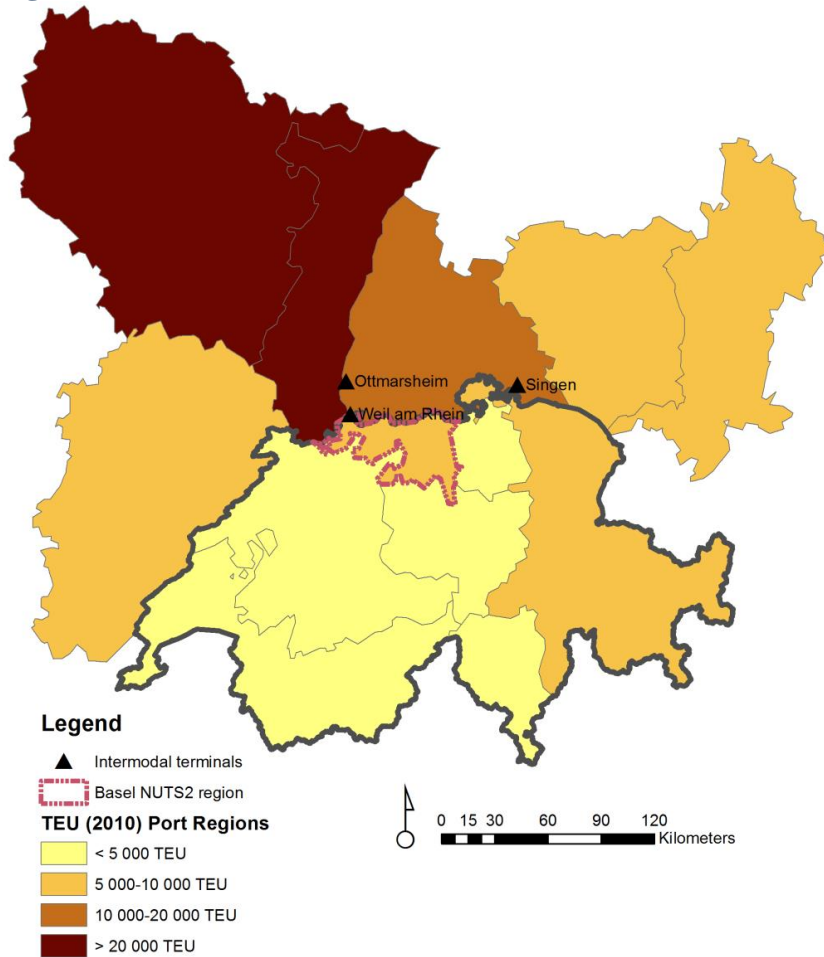 Ottmarsheim
Singen
Weil am Rhein
Legend
Intermodal terminals
Basel NUTS2 region
TEU (2010) Port Regions
< 5 000 TEU
5 000-10 000 TEU
10 000-20 000 TEU
> 20 000 TEU
0 15 30 60 90 120
Kilometers